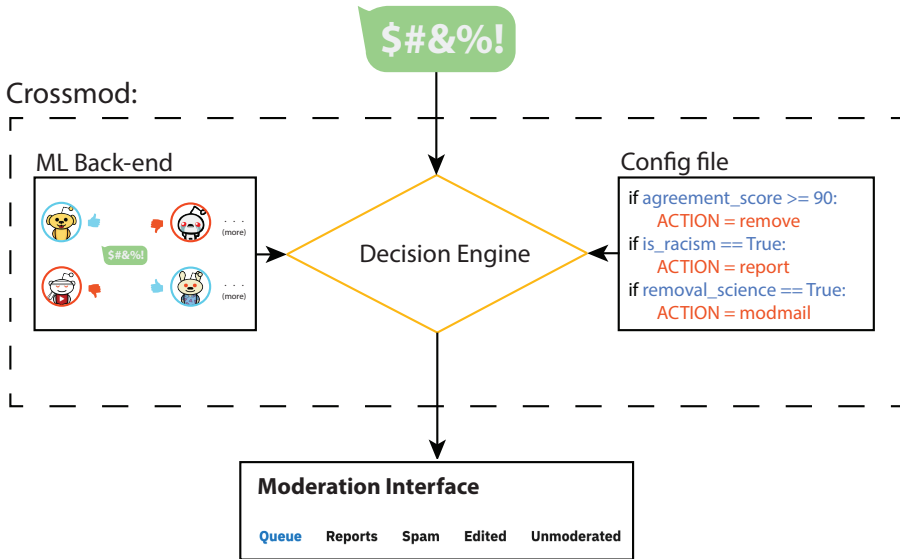 $#&%!
Crossmod:
ML Back-end
. . .
(more)
$#&%!
. . .
(more)
Decision Engine
Config file
if agreement_score >= 90:
ACTION = remove
if is_racism == True:
ACTION = report
if removal_science == True:
ACTION = modmail
Moderation Interface
Queue Reports Spam Edited Unmoderated